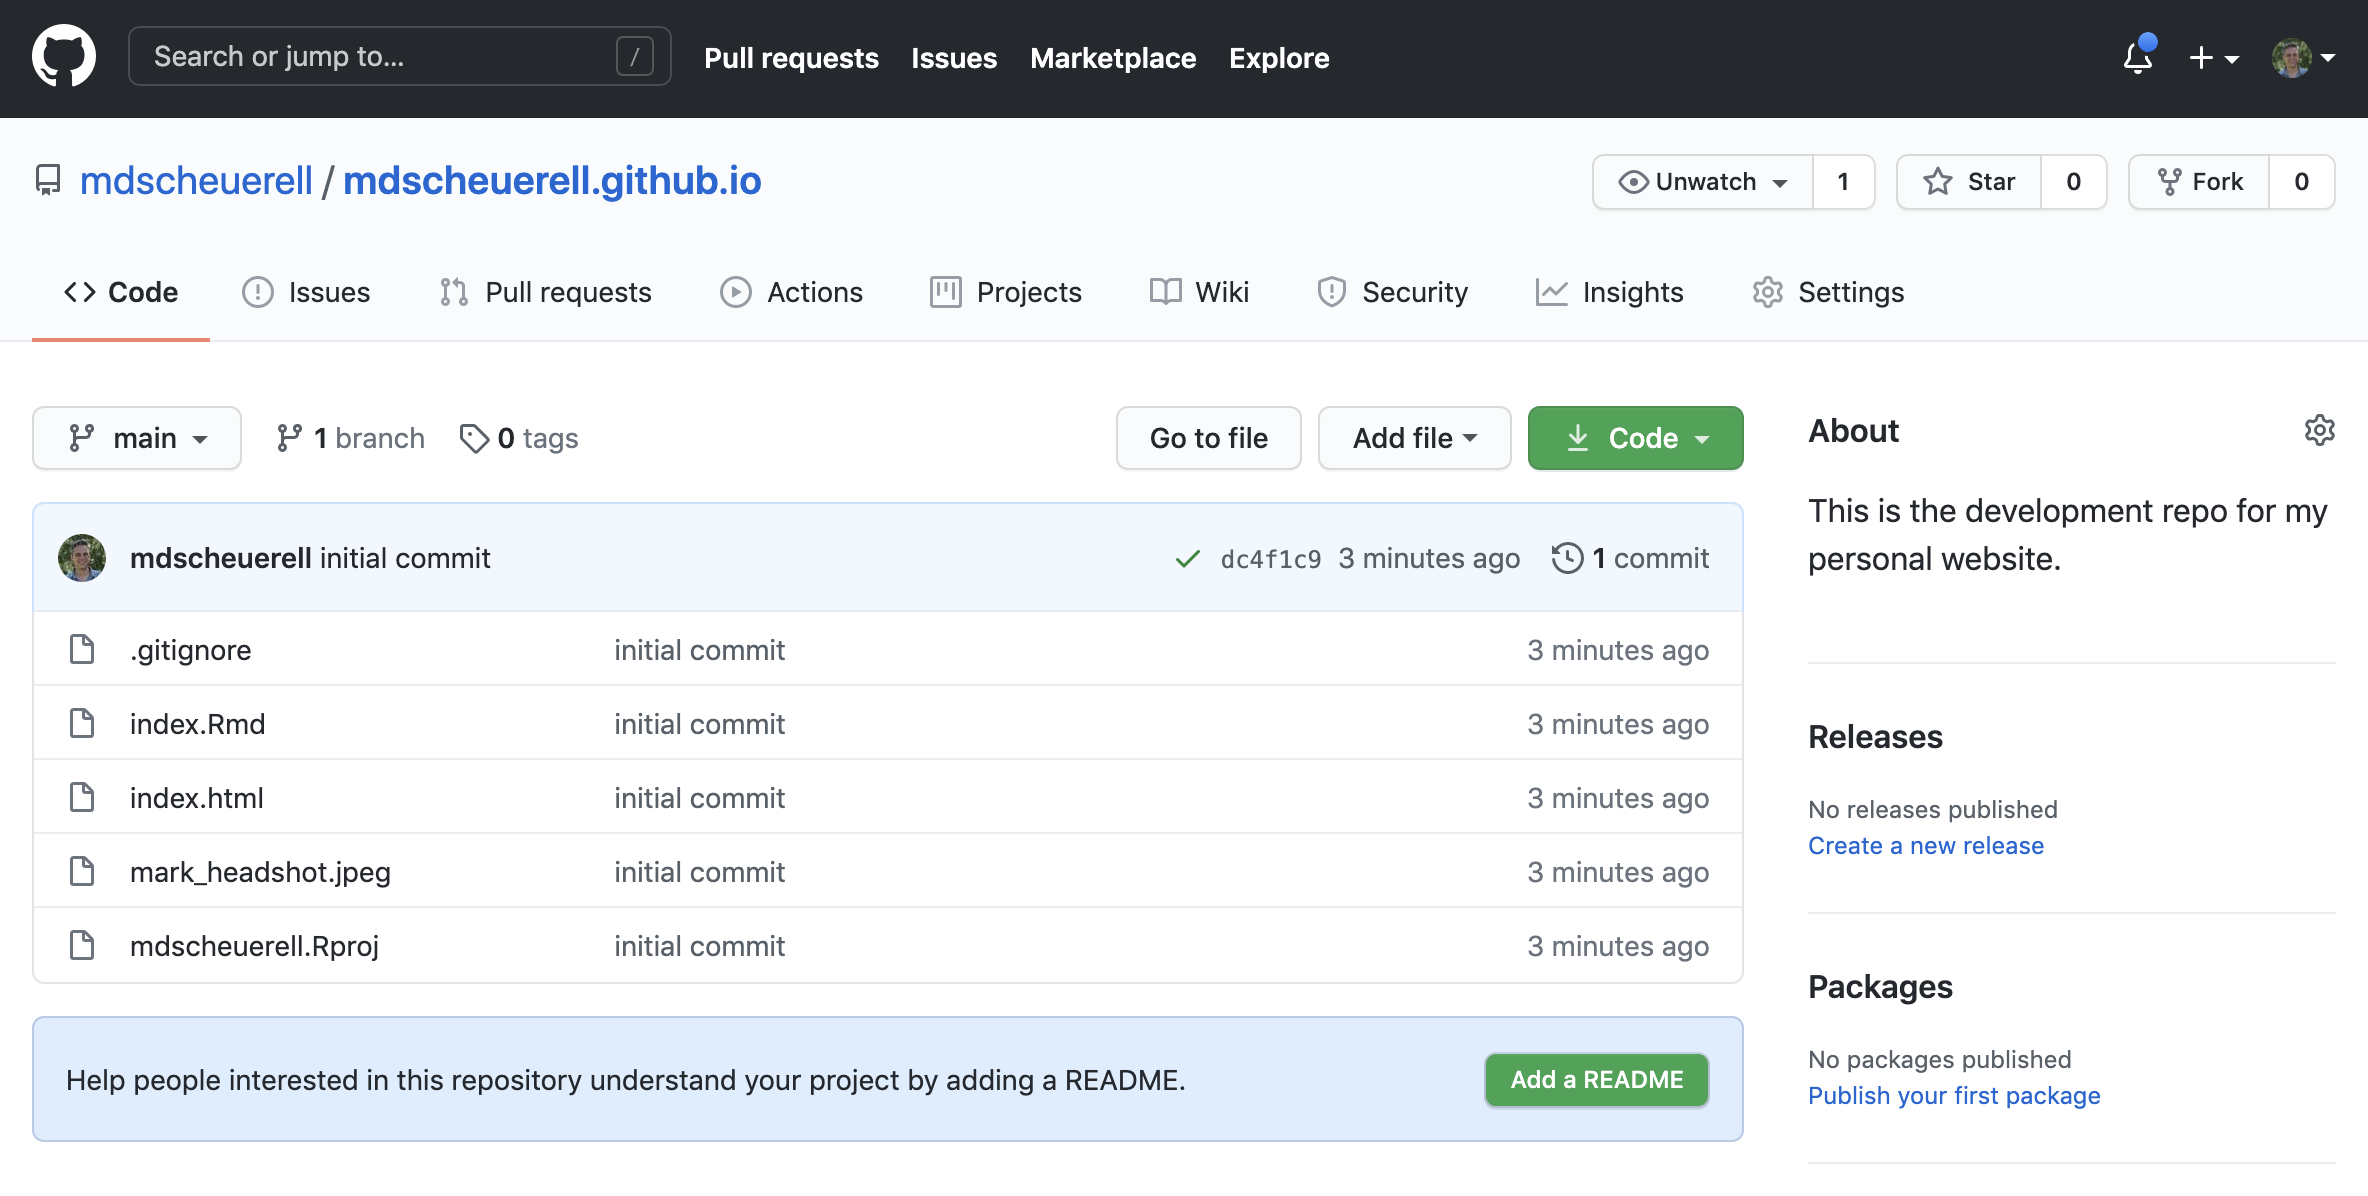 Search or jump to... /
Pull requests Issues Marketplace Explore
mdscheuerell / mdscheuerell.github.io
Unwatch 1 Star 0 Fork 0
Code Issues Pull requests Actions Projects Wiki Security Insights Settings
main 1 branch 0 tags Go to file Add file Code
mdscheuerell initial commit dc4f1c9 3 minutes ago 1 commit
.gitignore initial commit 3 minutes ago
index.Rmd initial commit 3 minutes ago
index.html initial commit 3 minutes ago
mark_headshot.jpeg initial commit 3 minutes ago
mdscheuerell.Rproj initial commit 3 minutes ago
Help people interested in this repository understand your project by adding a README. Add a README
About
This is the development repo for my
personal website.
Releases
No releases published
Create a new release
Packages
No packages published
Publish your first package